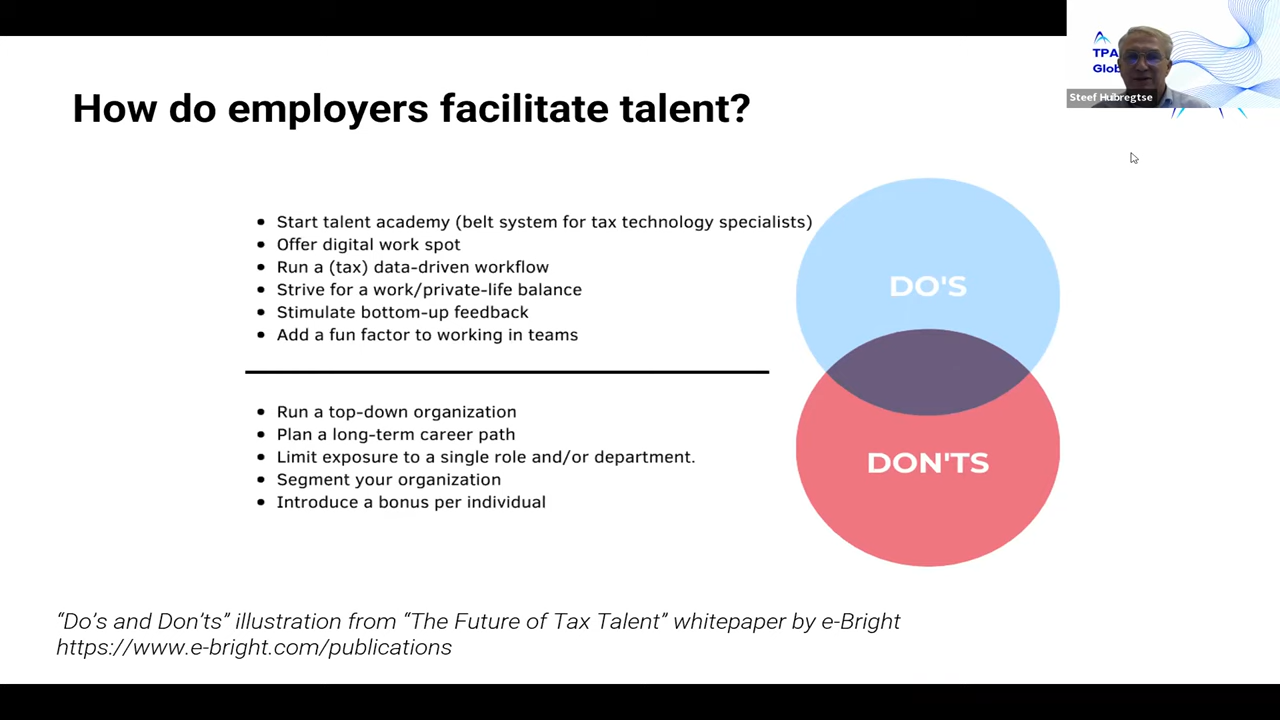 TPA
Glob
Steef Huibregtse
How do employers facilitate talent?
Start talent academy (belt system for tax technology specialists)
Offer digital work spot
Run a (tax) data-driven workflow
Strive for a work/private-life balance
Stimulate bottom-up feedback
Add a fun factor to working in teams
DO'S
Run a top-down organization
Plan a long-term career path
Limit exposure to a single role and/or department.
Segment your organization
Introduce a bonus per individual
DON'TS
“Do’s and Don’ts” illustration from “The Future of Tax Talent” whitepaper by e-Bright
https://www.e-bright.com/publications